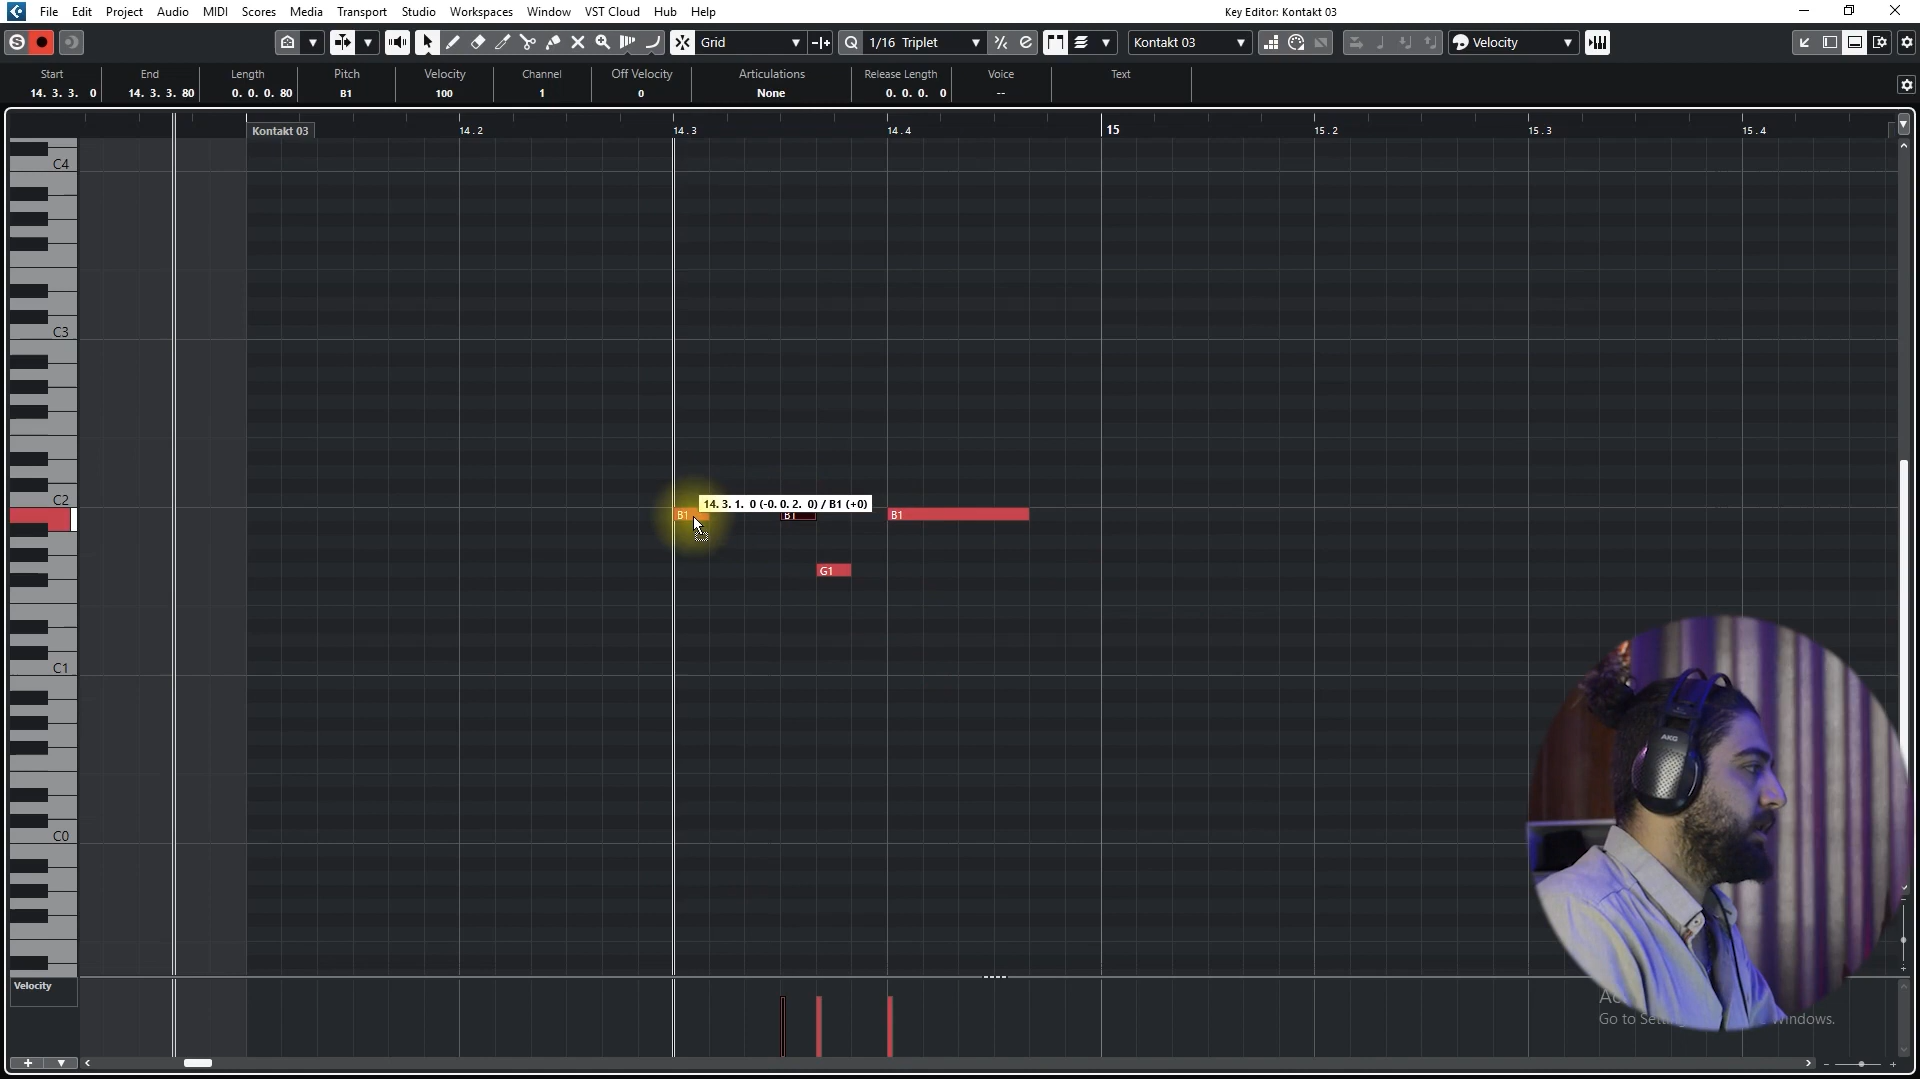 File Edit Project Audio MIDI Scores Media Transport Studio Workspaces Window VST Cloud Hub Help Key Editor: Kontakt 03
Grid 1/16 Triplet Kontakt 03 Velocity
Start End Length Pitch Velocity Channel Off Velocity Articulations Release Length Voice Text
14. 3. 3. 0 14. 3. 3. 80 0. 0. 0. 80 B1 100 1 0 None 0. 0. 0. 0 --
Kontakt 03 14.2 14.3 14.4 15 15.2 15.3 15.4
C4
C3
C2
14. 3. 1. 0 (-0. 0. 2. 0) / B1 (+0)
B1 B1 B1
G1
C1
AKG
C0
Velocity
Go to
indows.